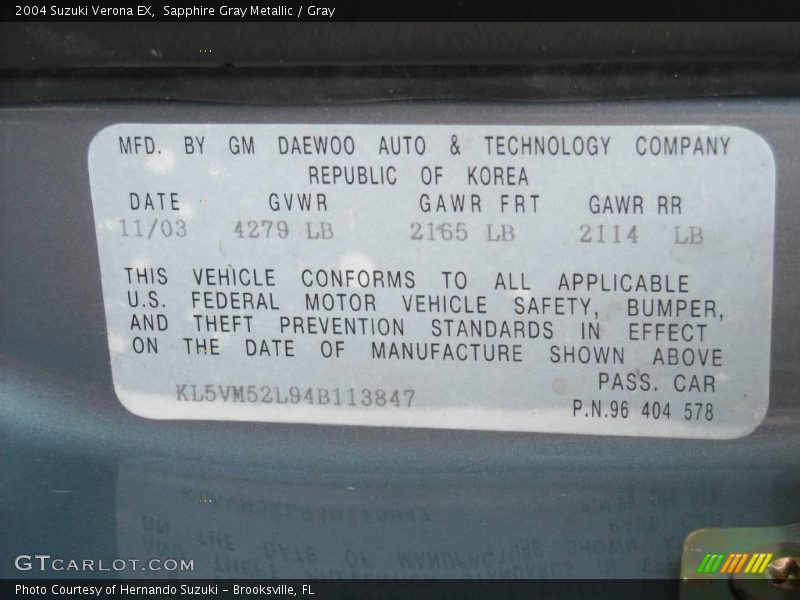 2004 Suzuki Verona EX,  Sapphire Gray Metallic / Gray
MFD. BY GM DAEWOO AUTO & TECHNOLOGY COMPANY
REPUBLIC OF KOREA
DATE GVWR GAWR FRT GAWR RR
11/03 4279 LB 2165 LB 2114 LB
THIS VEHICLE CONFORMS TO ALL APPLICABLE
U.S. FEDERAL MOTOR VEHICLE SAFETY, BUMPER,
AND THEFT PREVENTION STANDARDS IN EFFECT
ON THE DATE OF MANUFACTURE SHOWN ABOVE
PASS. CAR
KL5VM52L94B113847
P.N.96 404 578
GTCARLOT.COM
Photo Courtesy of Hernando Suzuki – Brooksville, FL